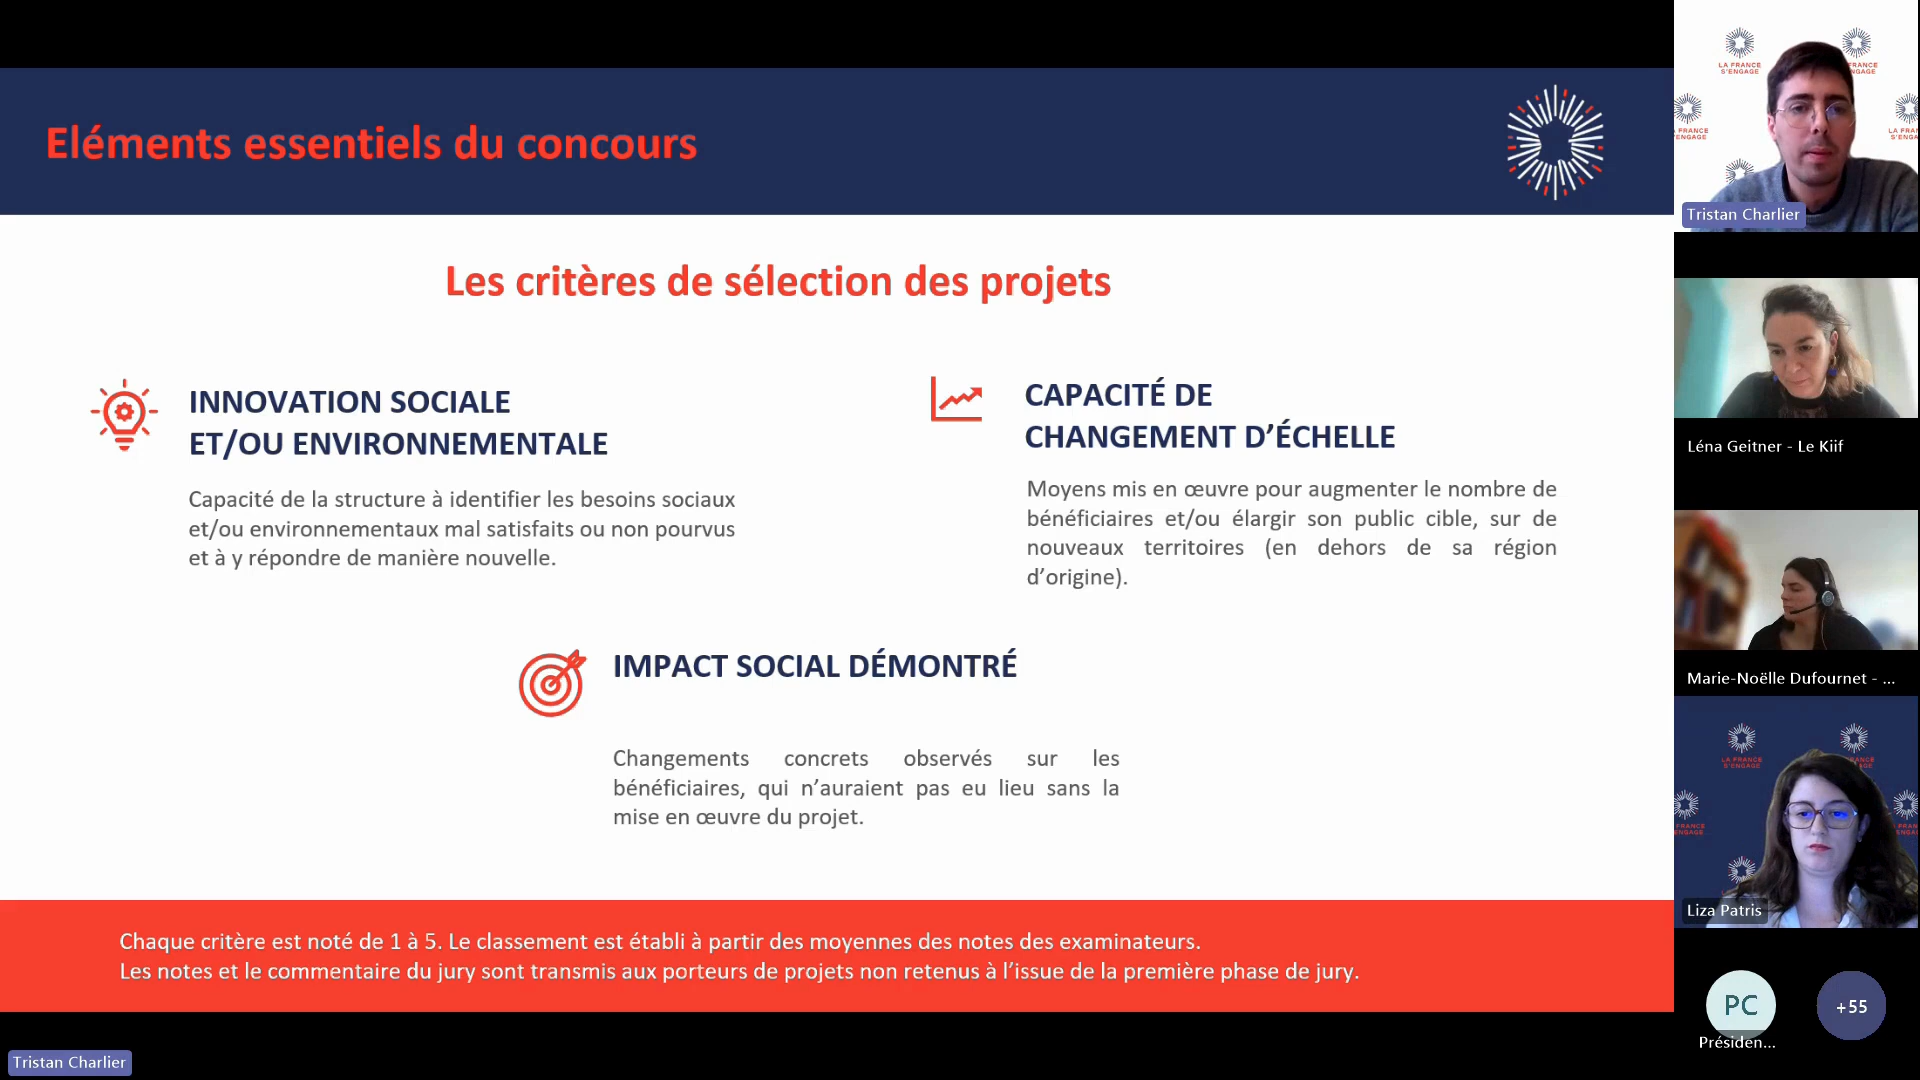 Eléments essentiels du concours
Les critères de sélection des projets
INNOVATION SOCIALE
ET/OU ENVIRONNEMENTALE
Capacité de la structure à identifier les besoins sociaux
et/ou environnementaux mal satisfaits ou non pourvus
et à y répondre de manière nouvelle.
CAPACITÉ DE
CHANGEMENT D’ÉCHELLE
Moyens mis en œuvre pour augmenter le nombre de
bénéficiaires et/ou élargir son public cible, sur de
nouveaux territoires (en dehors de sa région
d’origine).
IMPACT SOCIAL DÉMONTRÉ
Changements concrets observés sur les
bénéficiaires, qui n’auraient pas eu lieu sans la
mise en œuvre du projet.
Chaque critère est noté de 1 à 5. Le classement est établi à partir des moyennes des notes des examinateurs.
Les notes et le commentaire du jury sont transmis aux porteurs de projets non retenus à l’issue de la première phase de jury.
Tristan Charlier
LA FRANCE
S'ENGAGE
Tristan Charlier
Léna Geitner - Le Kiif
Marie-Noëlle Dufournet - ...
LA FRANCE
S'ENGAGE
Liza Patris
PC
Présiden...
+55